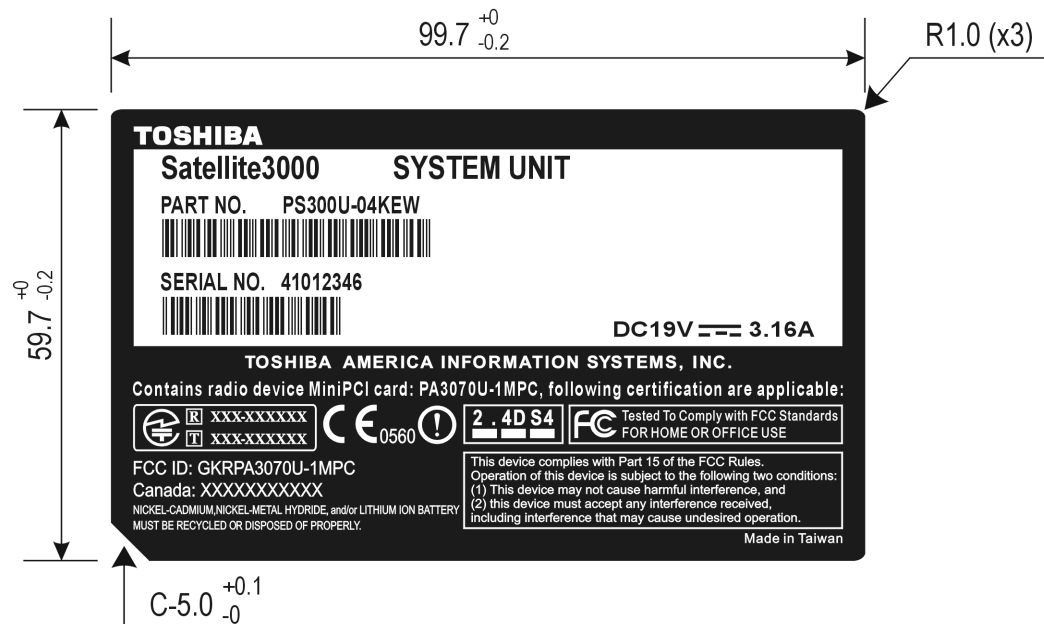 99.7 +0 -0.2
R1.0 (x3)
59.7 +0 -0.2
TOSHIBA
Satellite3000 SYSTEM UNIT
PART NO. PS300U-04KEW
SERIAL NO. 41012346
DC19V 3.16A
TOSHIBA AMERICA INFORMATION SYSTEMS, INC.
Contains radio device MiniPCI card: PA3070U-1MPC, following certification are applicable:
R XXX-XXXXXX
T XXX-XXXXXX
CE0560 !
2.4DS4
FC Tested To Comply with FCC Standards
FOR HOME OR OFFICE USE
FCC ID: GKRPA3070U-1MPC
Canada: XXXXXXXXXXX
NICKEL-CADMIUM,NICKEL-METAL HYDRIDE, and/or LITHIUM ION BATTERY
MUST BE RECYCLED OR DISPOSED OF PROPERLY.
This device complies with Part 15 of the FCC Rules.
Operation of this device is subject to the following two conditions:
(1) This device may not cause harmful interference, and
(2) this device must accept any interference received,
including interference that may cause undesired operation.
Made in Taiwan
C-5.0 +0.1 -0